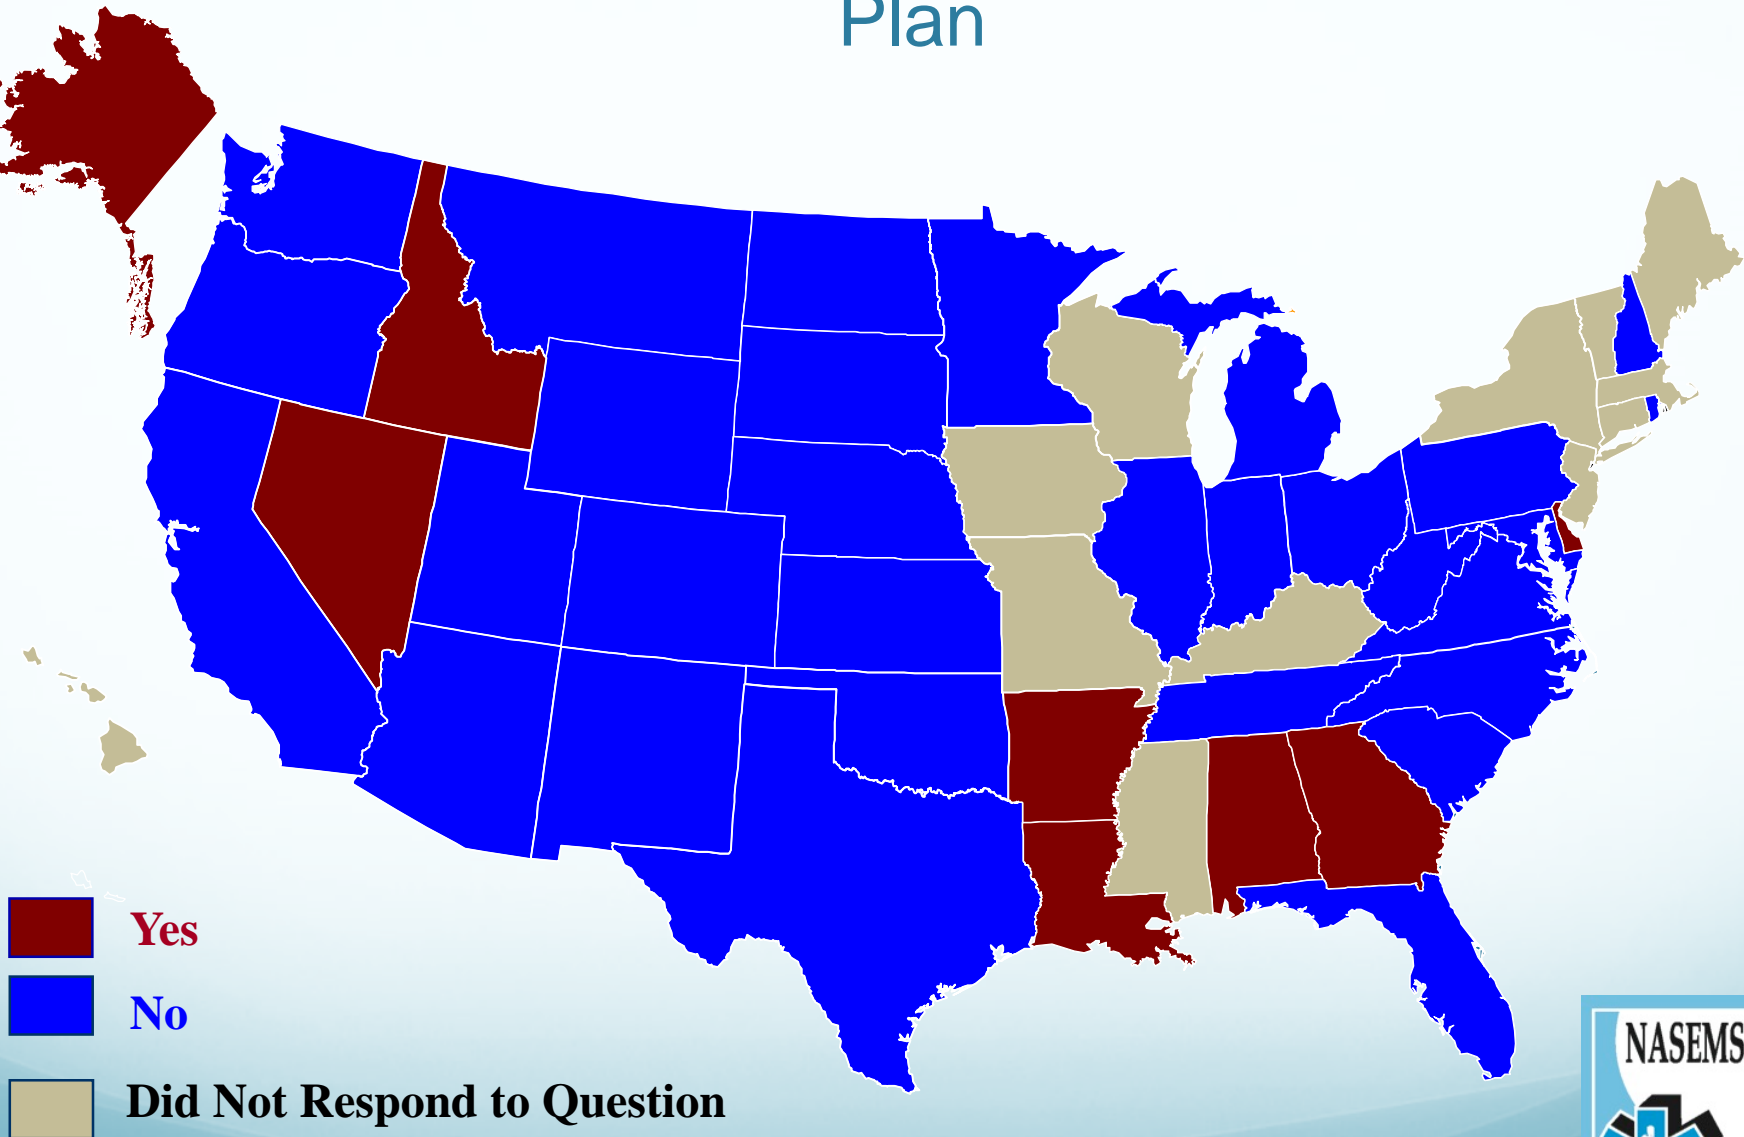 Plan
Yes
No
Did Not Respond to Question
NASEMS